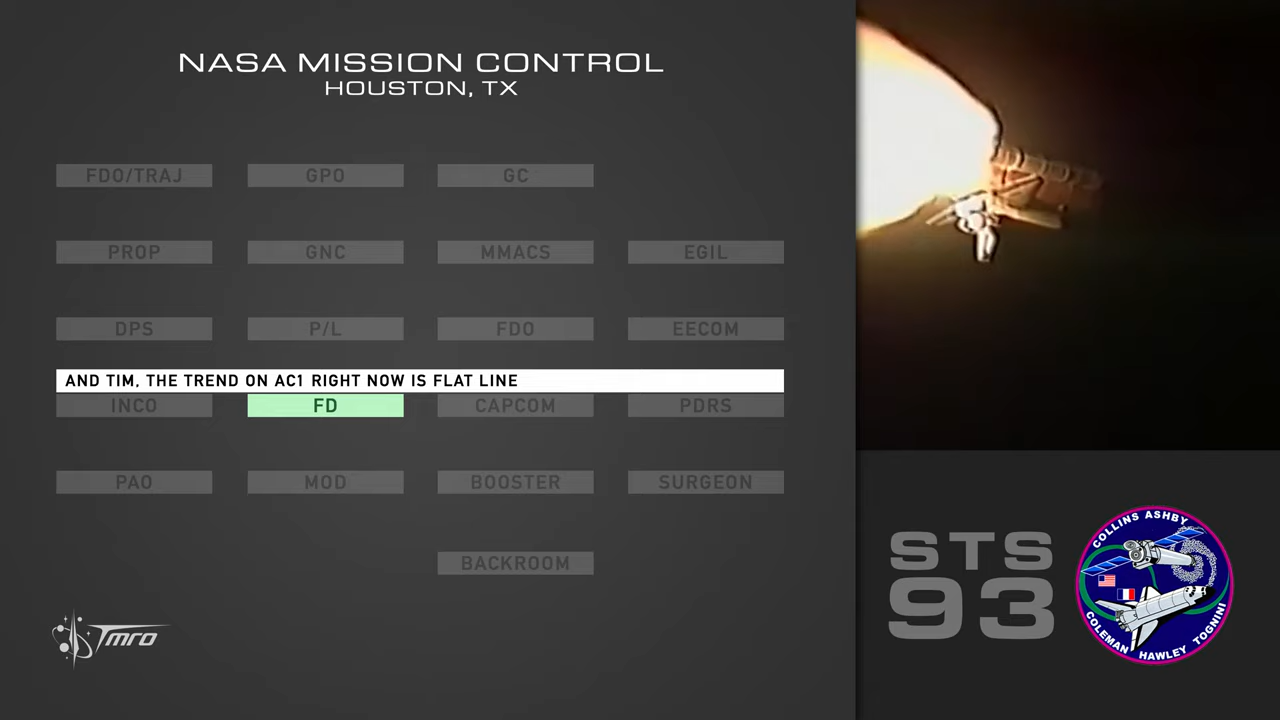 NASA MISSION CONTROL
HOUSTON, TX
FDO/TRAJ GPO GC
PROP GNC MMACS EGIL
DPS P/L FDO EECOM
AND TIM, THE TREND ON AC1 RIGHT NOW IS FLAT LINE
INCO FD CAPCOM PDRS
PAO MOD BOOSTER SURGEON
BACKROOM
TMRO
STS
93
COLLINS ASHBY
COLEMAN HAWLEY TOGNINI